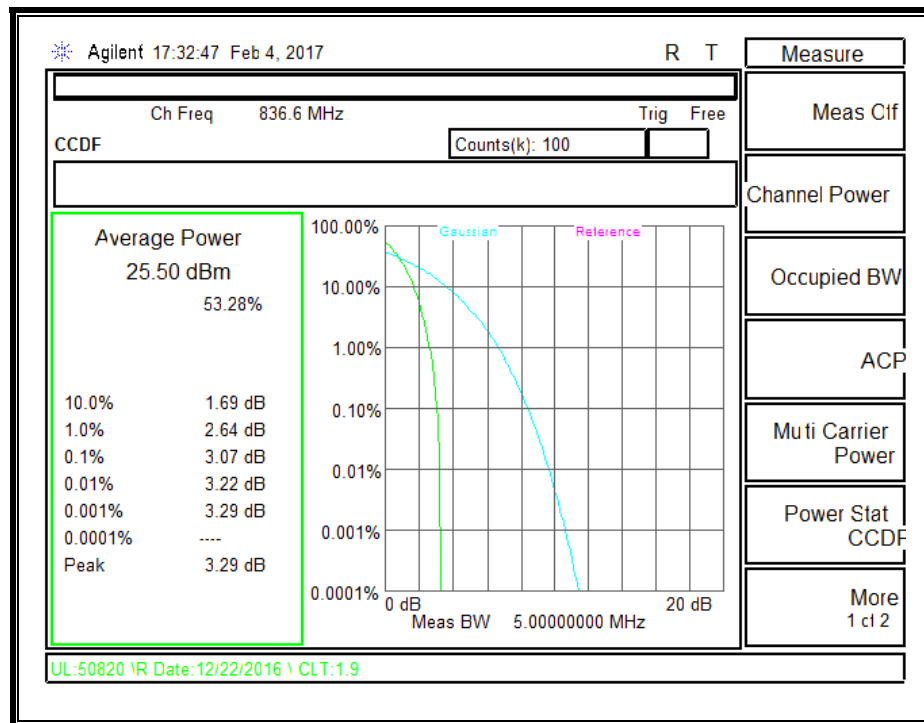 Agilent 17:32:47 Feb 4, 2017 R T
Ch Freq 836.6 MHz Trig Free
CCDF Counts(k): 100
Average Power
25.50 dBm
53.28%
10.0% 1.69 dB
1.0% 2.64 dB
0.1% 3.07 dB
0.01% 3.22 dB
0.001% 3.29 dB
0.0001% ----
Peak 3.29 dB
Gaussian Reference
100.00%
10.00%
1.00%
0.10%
0.01%
0.001%
0.0001%
0 dB 20 dB
Meas BW 5.00000000 MHz
Measure
Meas Off
Channel Power
Occupied BW
ACP
Multi Carrier
Power
Power Stat
CCDF
More
1 of 2
UL:50820 \R Date:12/22/2016 \ CLT:1.9